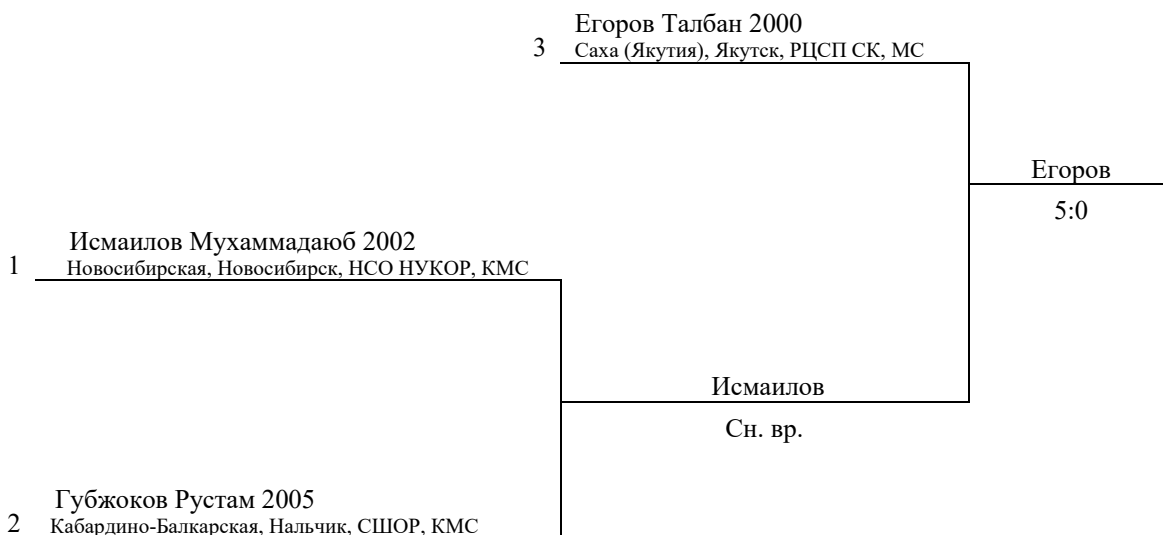 Егоров Талбан 2000
3 Саха (Якутия), Якутск, РЦСП СК, МС
Егоров
5:0
Исмаилов Мухаммадаюб 2002
1 Новосибирская, Новосибирск, НСО НУКОР, КМС
Исмаилов
Сн. вр.
Губжоков Рустам 2005
2 Кабардино-Балкарская, Нальчик, СШОР, КМС